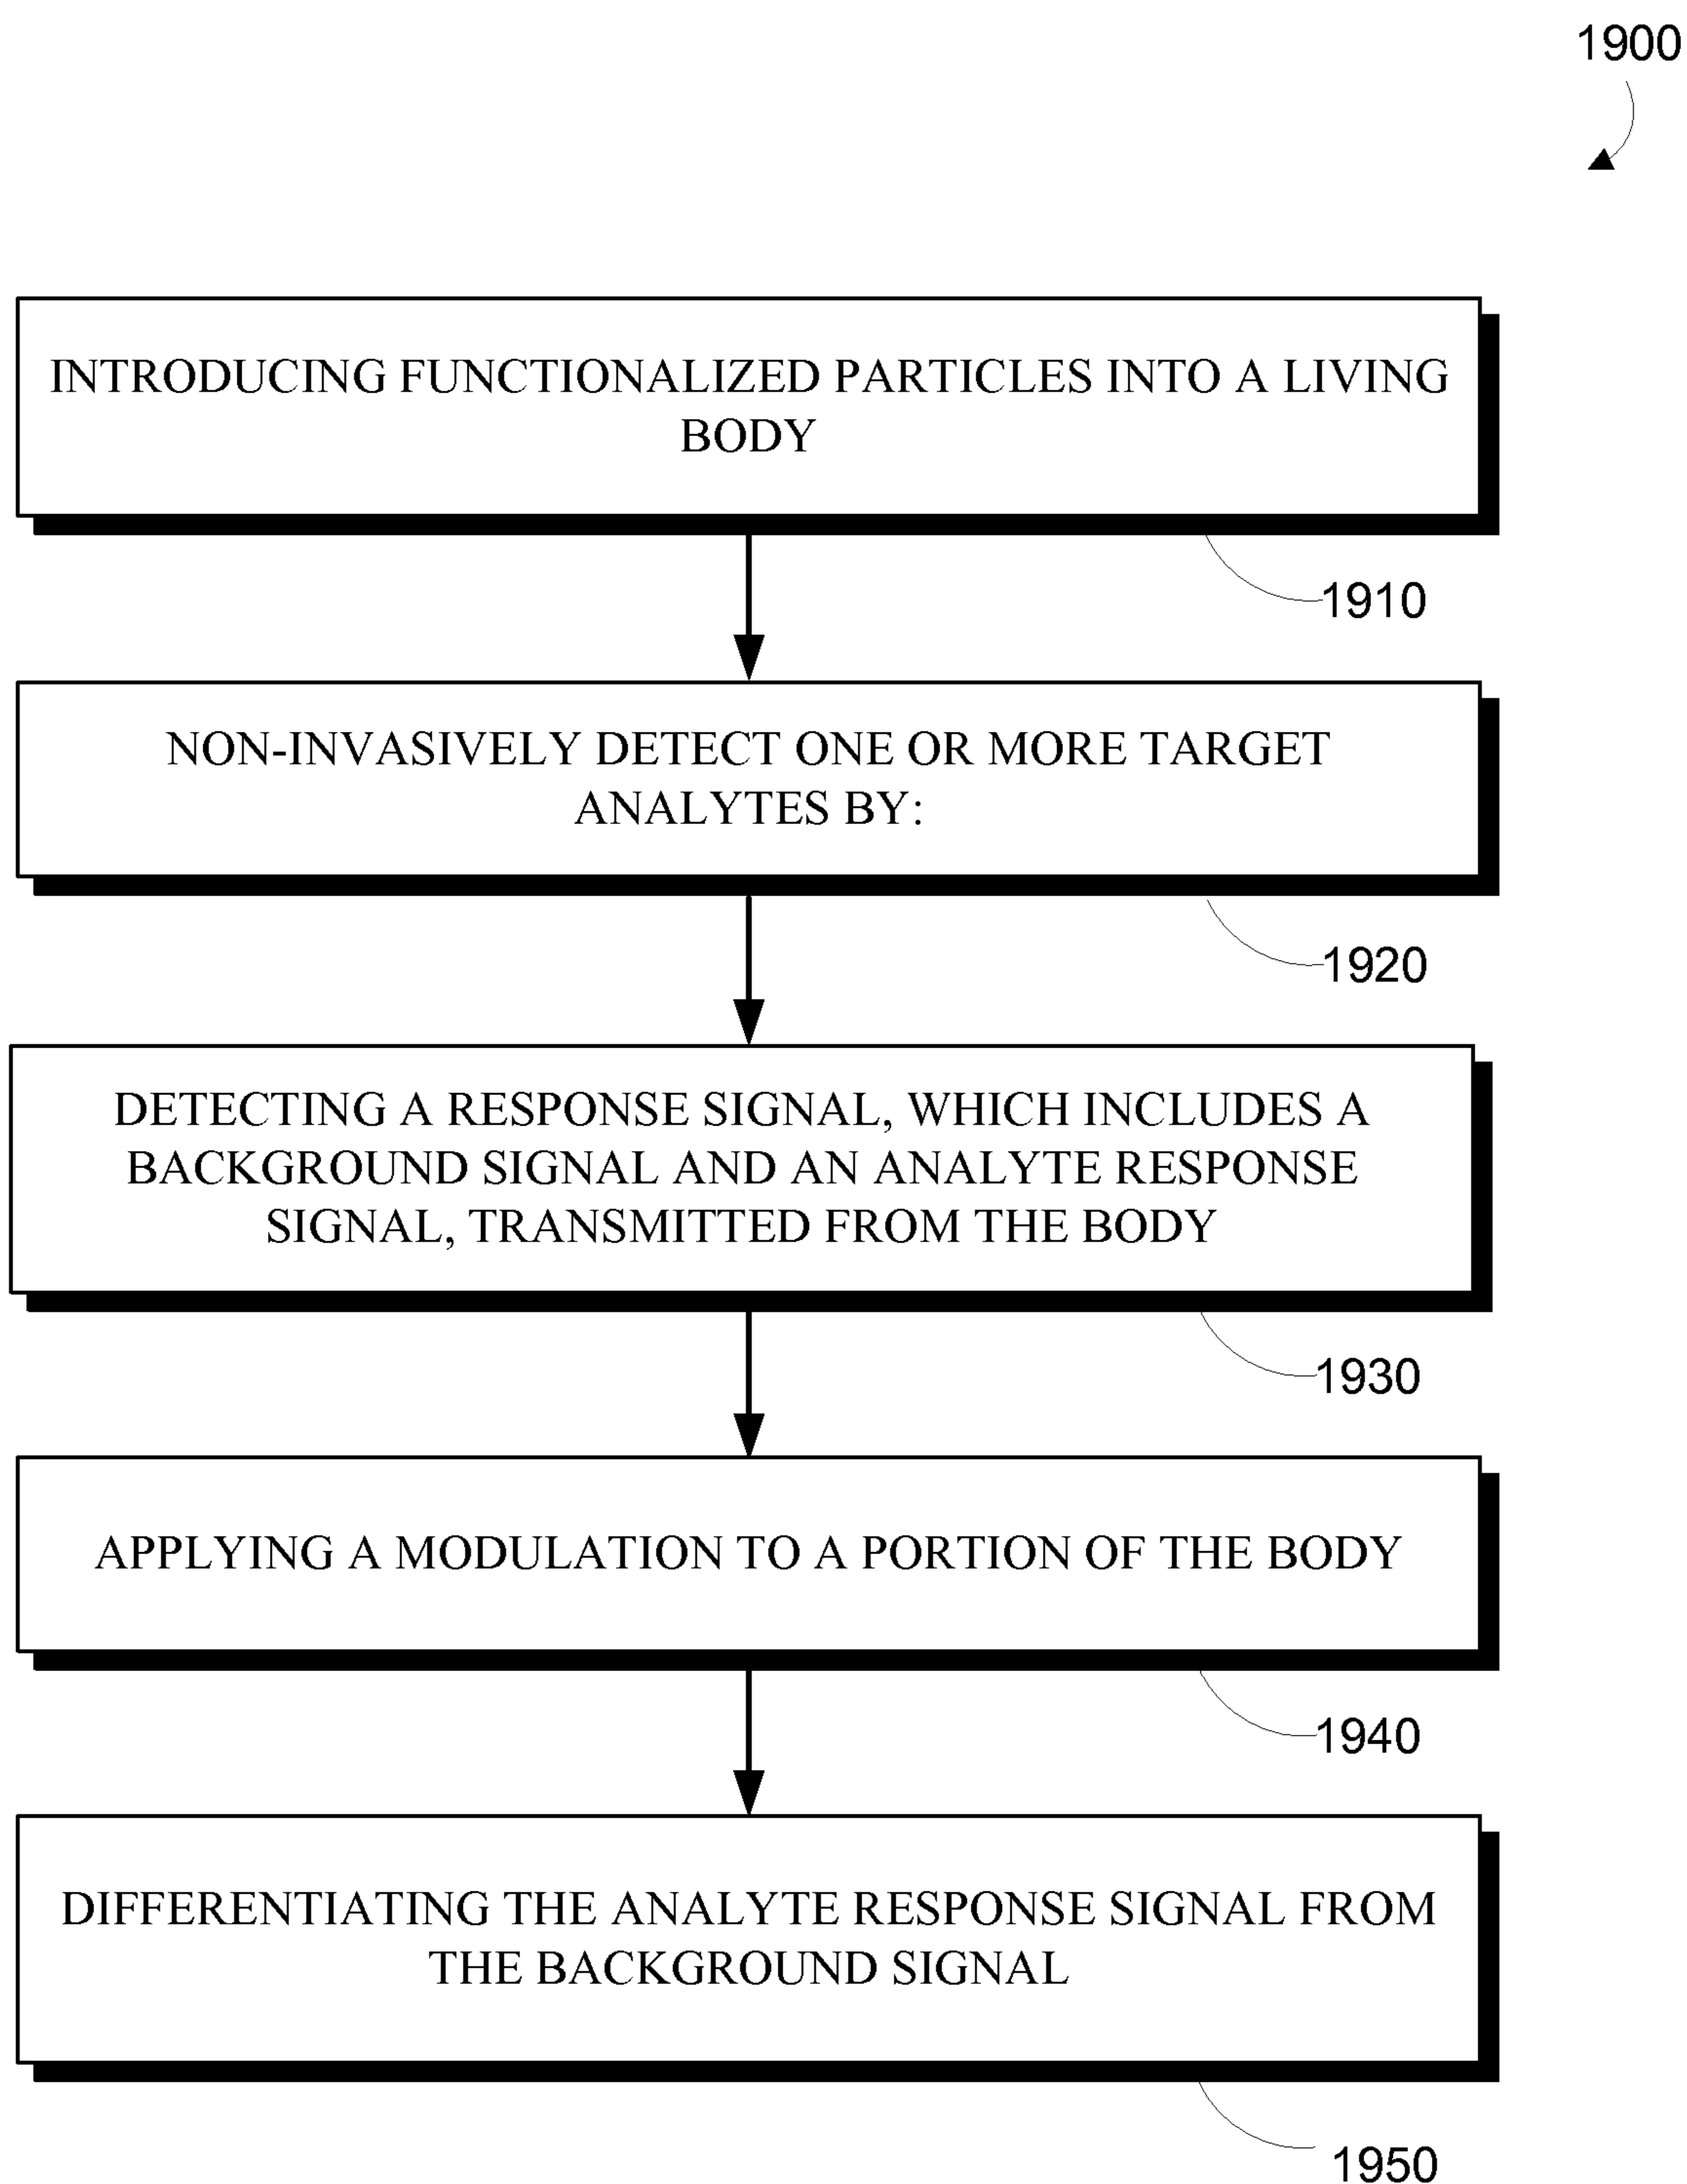 1900
INTRODUCING FUNCTIONALIZED PARTICLES INTO A LIVING
BODY
1910
NON-INVASIVELY DETECT ONE OR MORE TARGET
ANALYTES BY:
1920
DETECTING A RESPONSE SIGNAL, WHICH INCLUDES A
BACKGROUND SIGNAL AND AN ANALYTE RESPONSE
SIGNAL, TRANSMITTED FROM THE BODY
1930
APPLYING A MODULATION TO A PORTION OF THE BODY
1940
DIFFERENTIATING THE ANALYTE RESPONSE SIGNAL FROM
THE BACKGROUND SIGNAL
1950